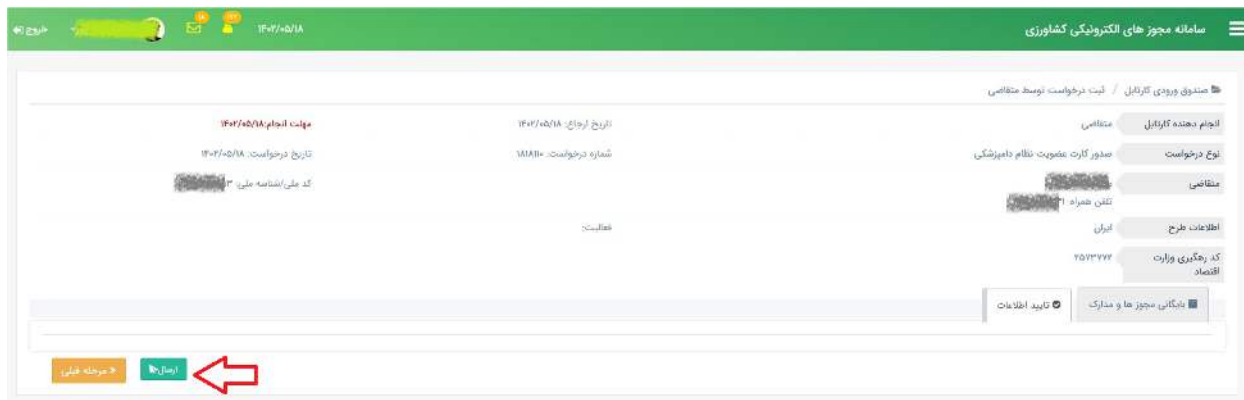 سامانه مجوز های الکترونیکی کشاورزی
۱۴۰۲/۰۵/۱۸
خروج
صندوق ورودی کارتابل / ثبت درخواست توسط متقاضی
انجام دهنده کارتابل متقاضی تاریخ ارجاع: ۱۴۰۲/۰۵/۱۸ مهلت انجام:۱۴۰۲/۰۵/۱۸
نوع درخواست صدور کارت عضویت نظام دامپزشکی شماره درخواست: ۱۸۱۸۱۱۰ تاریخ درخواست: ۱۴۰۲/۰۵/۱۸
متقاضی کد ملی/شناسه ملی:
تلفن همراه
اطلاعات طرح ایران فعالیت:
کد رهگیری وزارت ۲۵۷۳۷۷۲
اقتصاد
بایگانی مجوز ها و مدارک تایید اطلاعات
ارسال مرحله قبلی